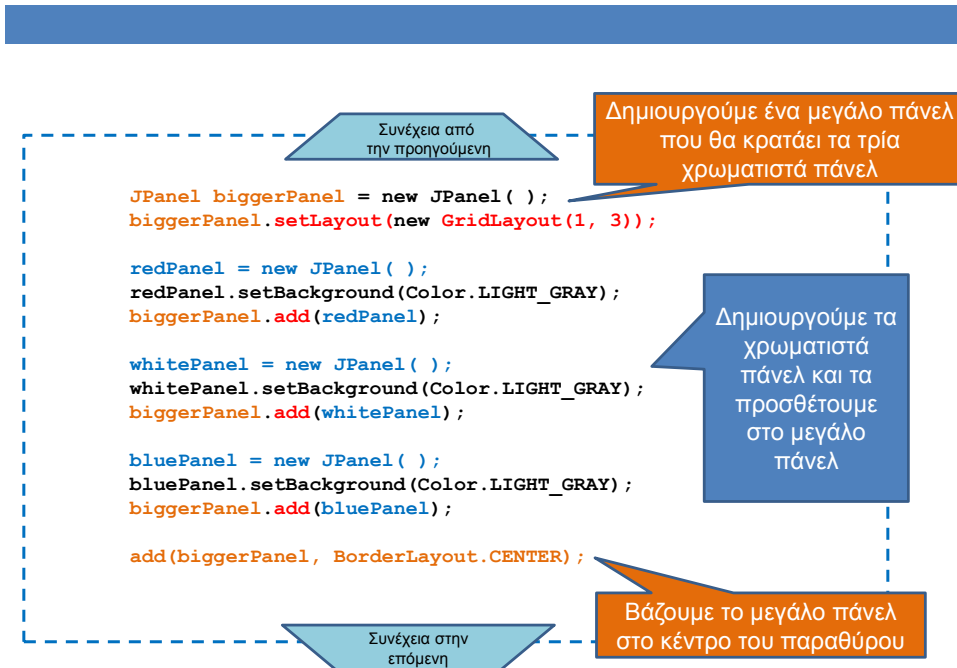 Συνέχεια από
την προηγούμενη
Δημιουργούμε ένα μεγάλο πάνελ
που θα κρατάει τα τρία
χρωματιστά πάνελ
JPanel biggerPanel = new JPanel( );
biggerPanel.setLayout(new GridLayout(1, 3));
redPanel = new JPanel( );
redPanel.setBackground(Color.LIGHT_GRAY);
biggerPanel.add(redPanel);
whitePanel = new JPanel( );
whitePanel.setBackground(Color.LIGHT_GRAY);
biggerPanel.add(whitePanel);
bluePanel = new JPanel( );
bluePanel.setBackground(Color.LIGHT_GRAY);
biggerPanel.add(bluePanel);
Δημιουργούμε τα
χρωματιστά
πάνελ και τα
προσθέτουμε
στο μεγάλο
πάνελ
add(biggerPanel, BorderLayout.CENTER);
Βάζουμε το μεγάλο πάνελ
στο κέντρο του παραθύρου
Συνέχεια στην
επόμενη